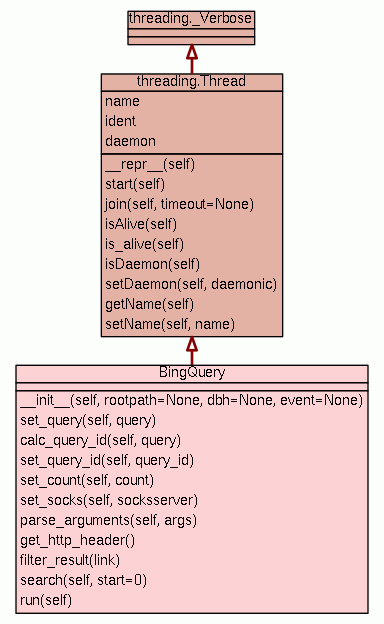 threading._Verbose
threading.Thread
name
ident
daemon
__repr__(self)
start(self)
join(self, timeout=None)
isAlive(self)
is_alive(self)
isDaemon(self)
setDaemon(self, daemonic)
getName(self)
setName(self, name)
BingQuery
__init__(self, rootpath=None, dbh=None, event=None)
set_query(self, query)
calc_query_id(self, query)
set_query_id(self, query_id)
set_count(self, count)
set_socks(self, socksserver)
parse_arguments(self, args)
get_http_header()
filter_result(link)
search(self, start=0)
run(self)